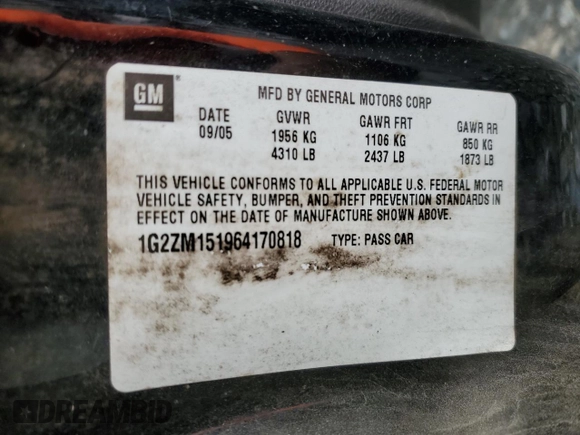 GM
MFD BY GENERAL MOTORS CORP
DATE GVWR GAWR FRT GAWR RR
09/05 1956 KG 1106 KG 850 KG
4310 LB 2437 LB 1873 LB
THIS VEHICLE CONFORMS TO ALL APPLICABLE U.S. FEDERAL MOTOR
VEHICLE SAFETY, BUMPER, AND THEFT PREVENTION STANDARDS IN
EFFECT ON THE DATE OF MANUFACTURE SHOWN ABOVE.
1G2ZM151964170818 TYPE: PASS CAR
DREAMBID